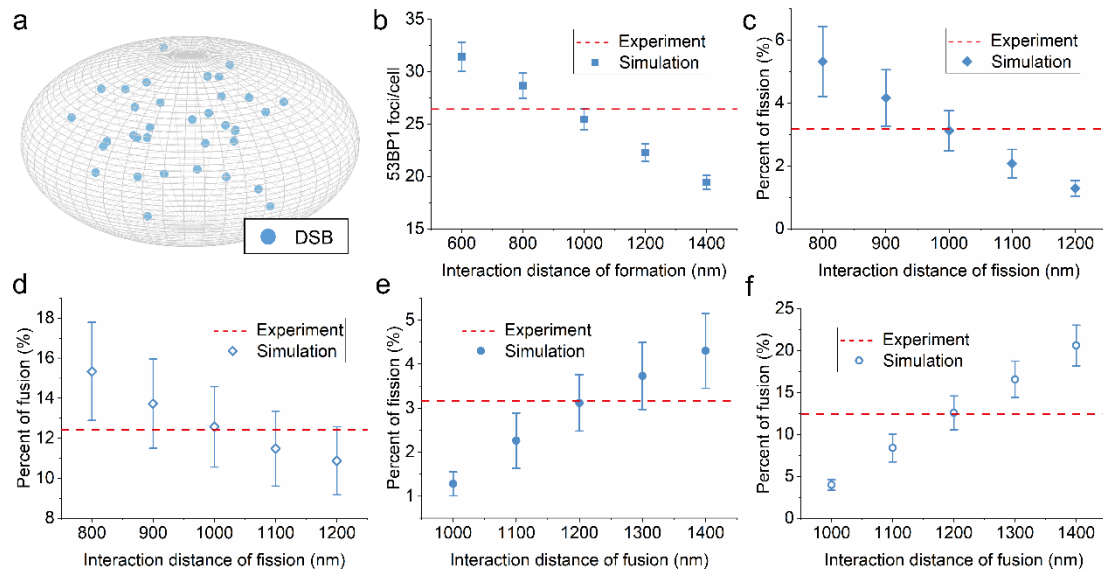 a
DSB
b
53BP1 foci/cell
35
30
25
20
15
Experiment
Simulation
600 800 1000 1200 1400
Interaction distance of formation (nm)
c
Percent of fission (%)
6
4
2
0
Experiment
Simulation
800 900 1000 1100 1200
Interaction distance of fission (nm)
d
Percent of fusion (%)
18
16
14
12
10
8
Experiment
Simulation
800 900 1000 1100 1200
Interaction distance of fission (nm)
e
Percent of fission (%)
5
4
3
2
1
Experiment
Simulation
1000 1100 1200 1300 1400
Interaction distance of fusion (nm)
f
Percent of fusion (%)
25
20
15
10
5
0
Experiment
Simulation
1000 1100 1200 1300 1400
Interaction distance of fusion (nm)